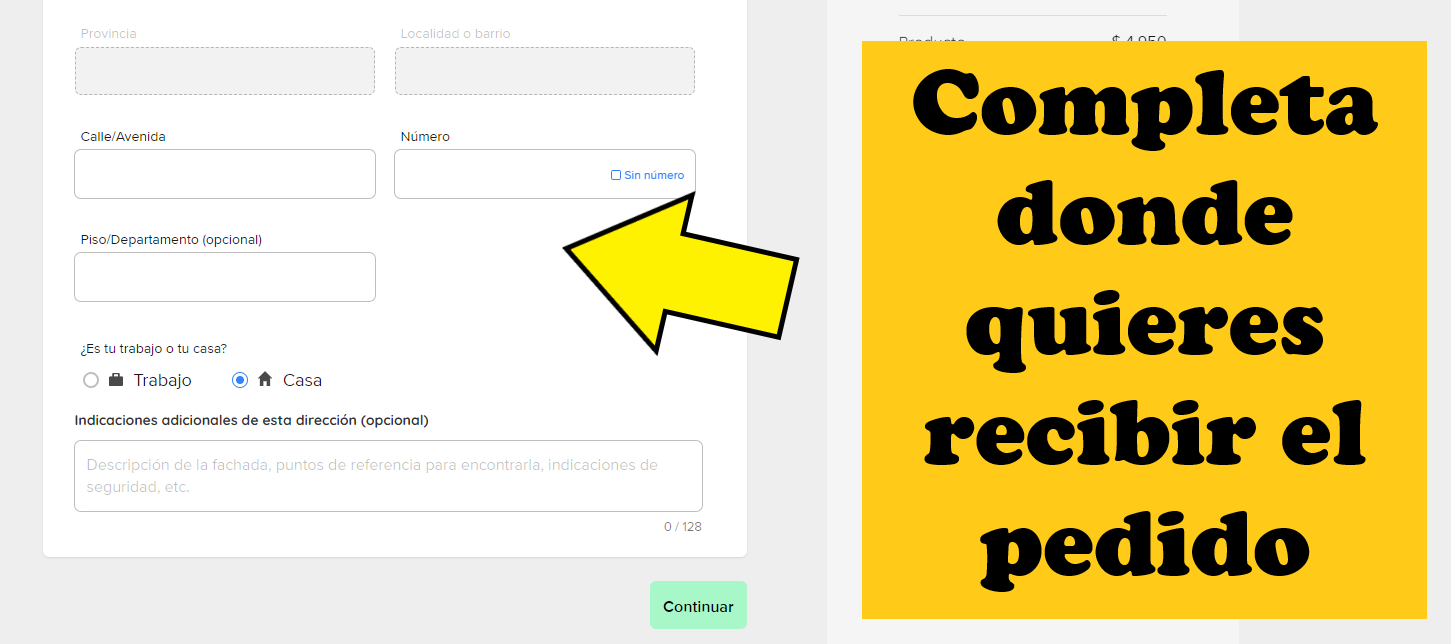 Provincia
Localidad o barrio
Calle/Avenida
Número
Sin número
Piso/Departamento (opcional)
¿Es tu trabajo o tu casa?
Trabajo
Casa
Indicaciones adicionales de esta dirección (opcional)
Descripción de la fachada, puntos de referencia para encontrarla, indicaciones de
seguridad, etc.
0 / 128
Continuar
Producto
$ 4.950
Completa
donde
quieres
recibir el
pedido